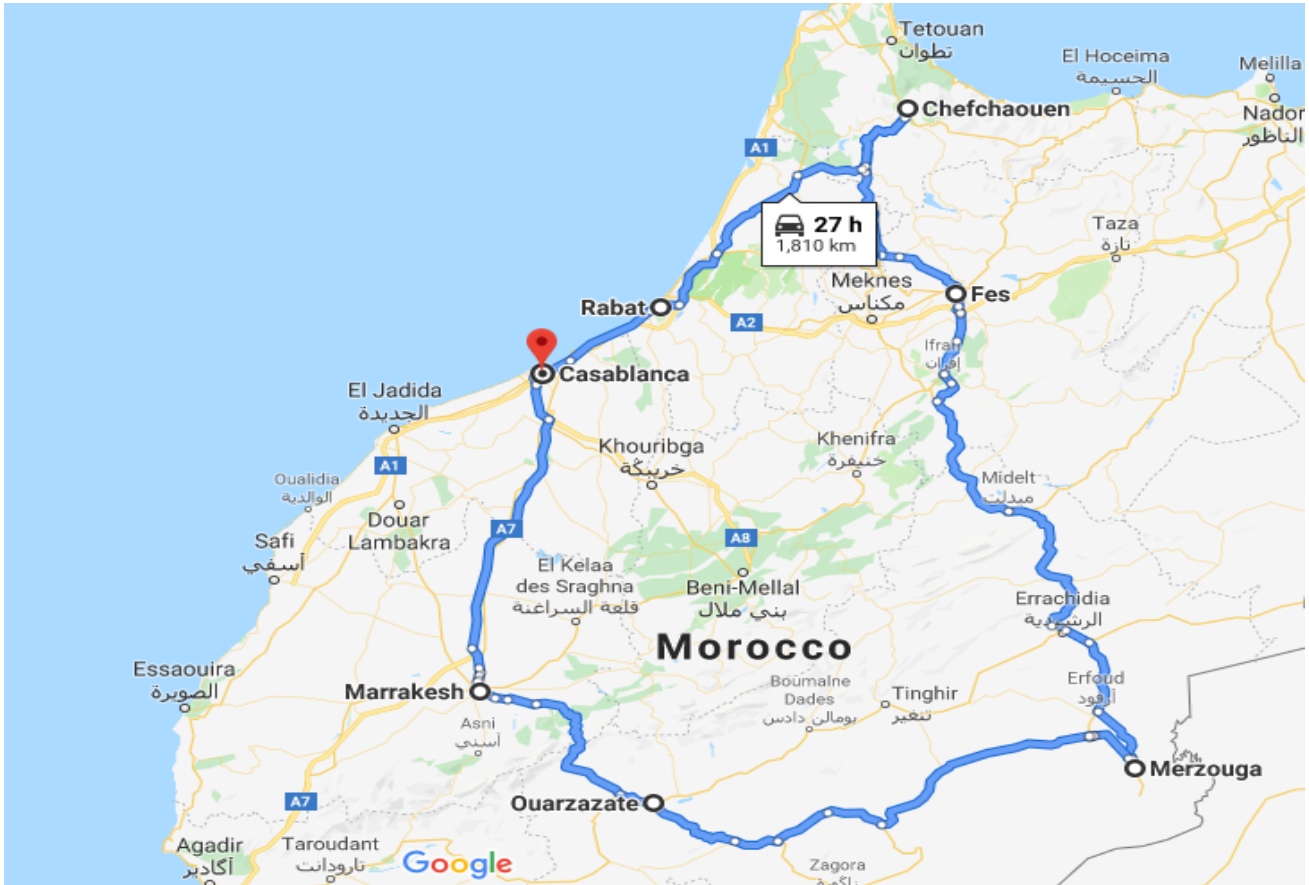 Tetouan
تطوان
El Hoceima
الحسيمة
Melilla
Nador
الناظور
Chefchaouen
A1
27 h
1,810 km
Taza
تازة
Meknes
مكناس
Fes
Rabat
A2
Ifran
إفران
Casablanca
El Jadida
الجديدة
Khouribga
خريبكة
Khenifra
خنيفرة
A1
Oualidia
الوالدية
Midelt
ميدلت
Douar
Lambakra
A7
A8
Safi
آسفي
El Kelaa
des Sraghna
قلعة السراغنة
Beni-Mellal
بني ملال
Errachidia
الرشيدية
Morocco
Essaouira
الصويرة
Marrakesh
Boumalne
Dades
بومالن دادس
Tinghir
تنغير
Erfoud
أرفود
Asni
أسني
Merzouga
Ouarzazate
A7
Agadir
أكادير
Taroudant
تارودانت
Google
Zagora